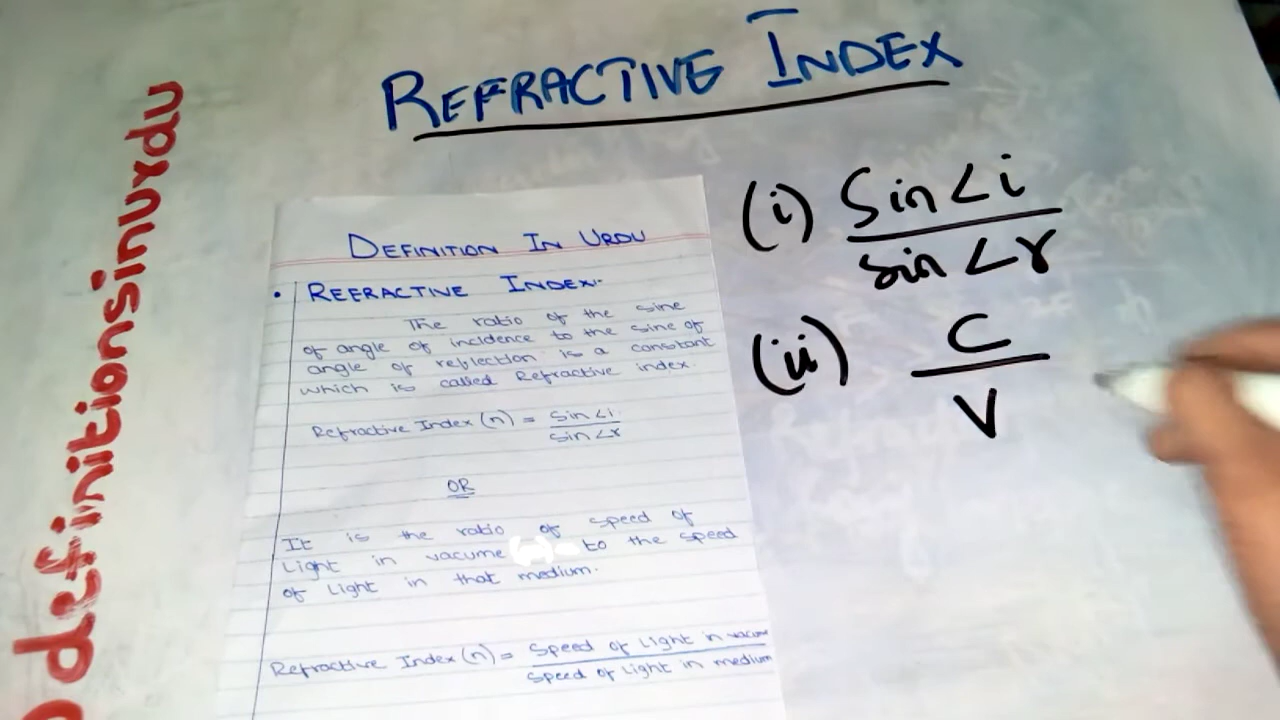 REFRACTIVE INDEX
definitionsinurdu
DEFINITION IN URDU
• REFRACTIVE INDEX:-
The ratio of the sine
of angle of incidence to the sine of
angle of reflection is a constant
which is called Refractive index.
Refractive Index (n) = Sin∠i
Sin∠r
OR
It is the ratio of speed of
Light in vacume to the speed
of Light in that medium.
Refractive Index (n) = Speed of Light in vacume
Speed of Light in medium
(i) Sin∠i
Sin∠r
(ii) C
V